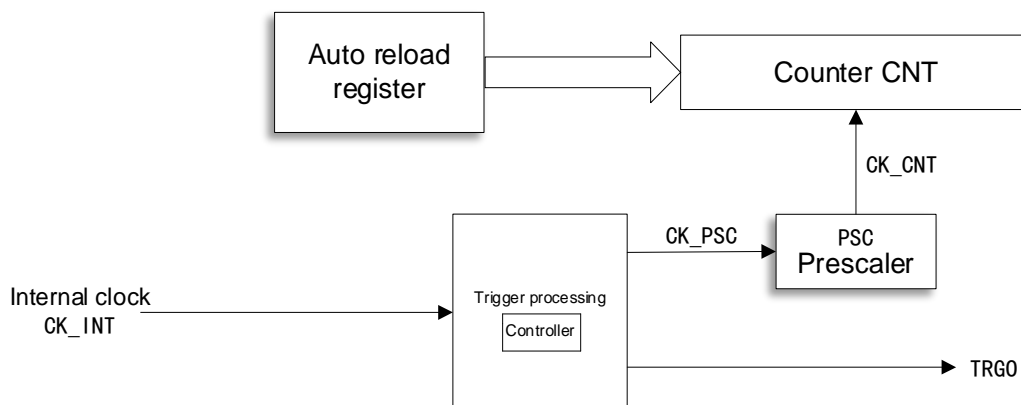 Auto reload
register
Counter CNT
CK_CNT
CK_PSC
PSC
Prescaler
Internal clock
CK_INT
Trigger processing
Controller
TRGO